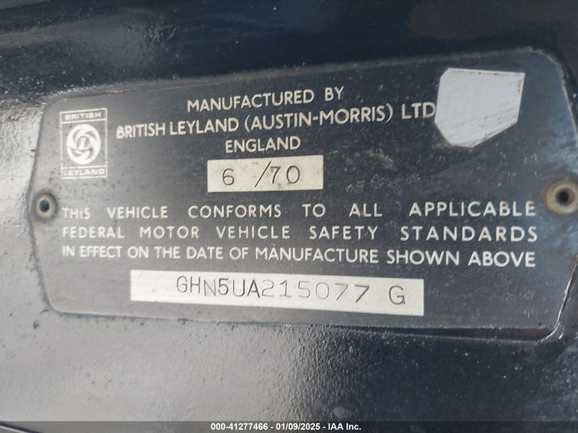 MANUFACTURED BY
BRITISH LEYLAND (AUSTIN-MORRIS) LTD
ENGLAND
BRITISH
LEYLAND
6 /70
THIS VEHICLE CONFORMS TO ALL APPLICABLE
FEDERAL MOTOR VEHICLE SAFETY STANDARDS
IN EFFECT ON THE DATE OF MANUFACTURE SHOWN ABOVE
GHN5UA215077 G
000-41277466 - 01/09/2025 - IAA Inc.